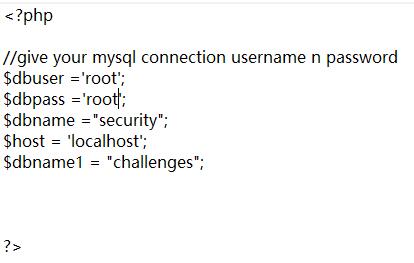 <?php
//give your mysql connection username n password
$dbuser ='root';
$dbpass ='root';
$dbname ="security";
$host = 'localhost';
$dbname1 = "challenges";
?>